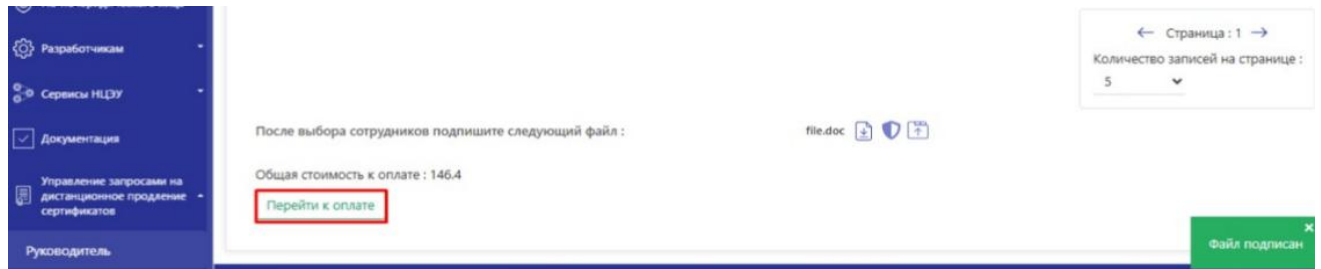 Разработчикам
Сервисы НЦЭУ
Документация
Управление запросами на
дистанционное продление
сертификатов
Руководитель
← Страница : 1 →
Количество записей на странице :
5
После выбора сотрудников подпишите следующий файл :
file.doc
Общая стоимость к оплате : 146.4
Перейти к оплате
Файл подписан